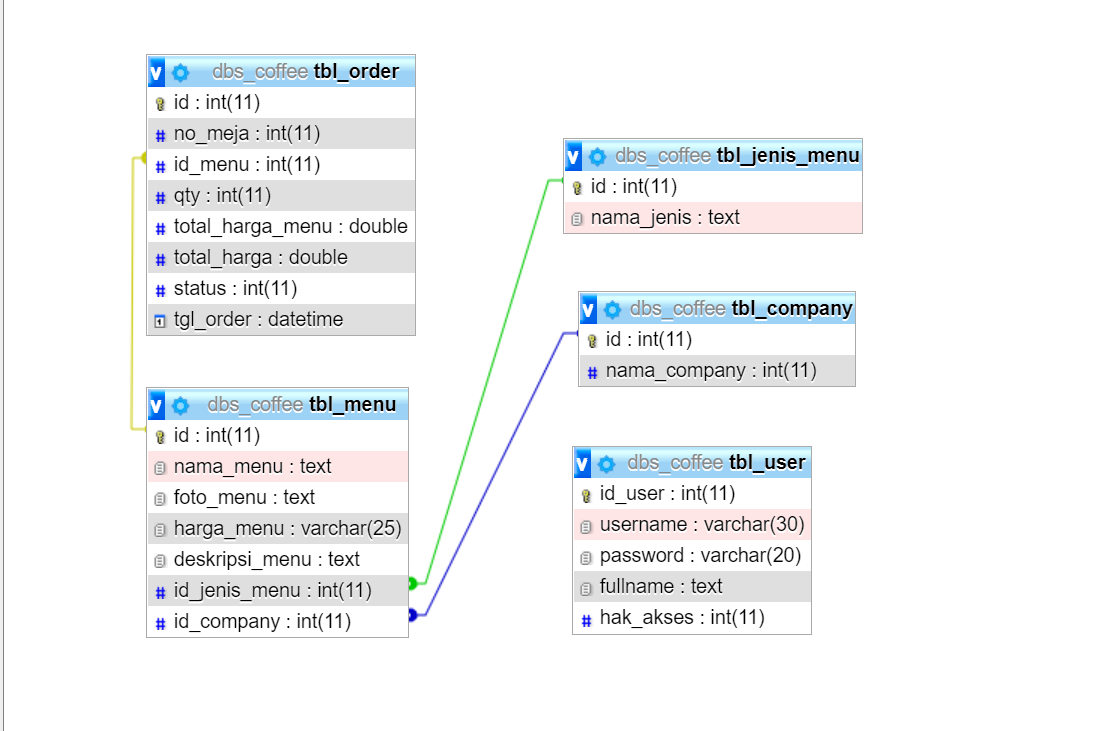 v dbs_coffee tbl_order
id : int(11)
# no_meja : int(11)
# id_menu : int(11)
# qty : int(11)
# total_harga_menu : double
# total_harga : double
# status : int(11)
tgl_order : datetime
v dbs_coffee tbl_menu
id : int(11)
nama_menu : text
foto_menu : text
harga_menu : varchar(25)
deskripsi_menu : text
# id_jenis_menu : int(11)
# id_company : int(11)
v dbs_coffee tbl_jenis_menu
id : int(11)
nama_jenis : text
v dbs_coffee tbl_company
id : int(11)
# nama_company : int(11)
v dbs_coffee tbl_user
id_user : int(11)
username : varchar(30)
password : varchar(20)
fullname : text
# hak_akses : int(11)